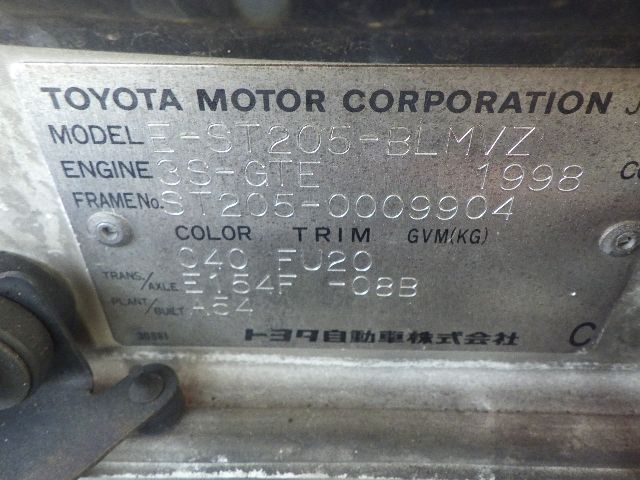 TOYOTA MOTOR CORPORATION J
MODEL E-ST205-BLMVZ
ENGINE 3S-GTE 1998 CC
FRAME No. ST205-0009904
COLOR TRIM GVM(KG)
040 FU20
TRANS./AXLE E154F -08B
PLANT/BUILT A54
トヨタ自動車株式会社 C